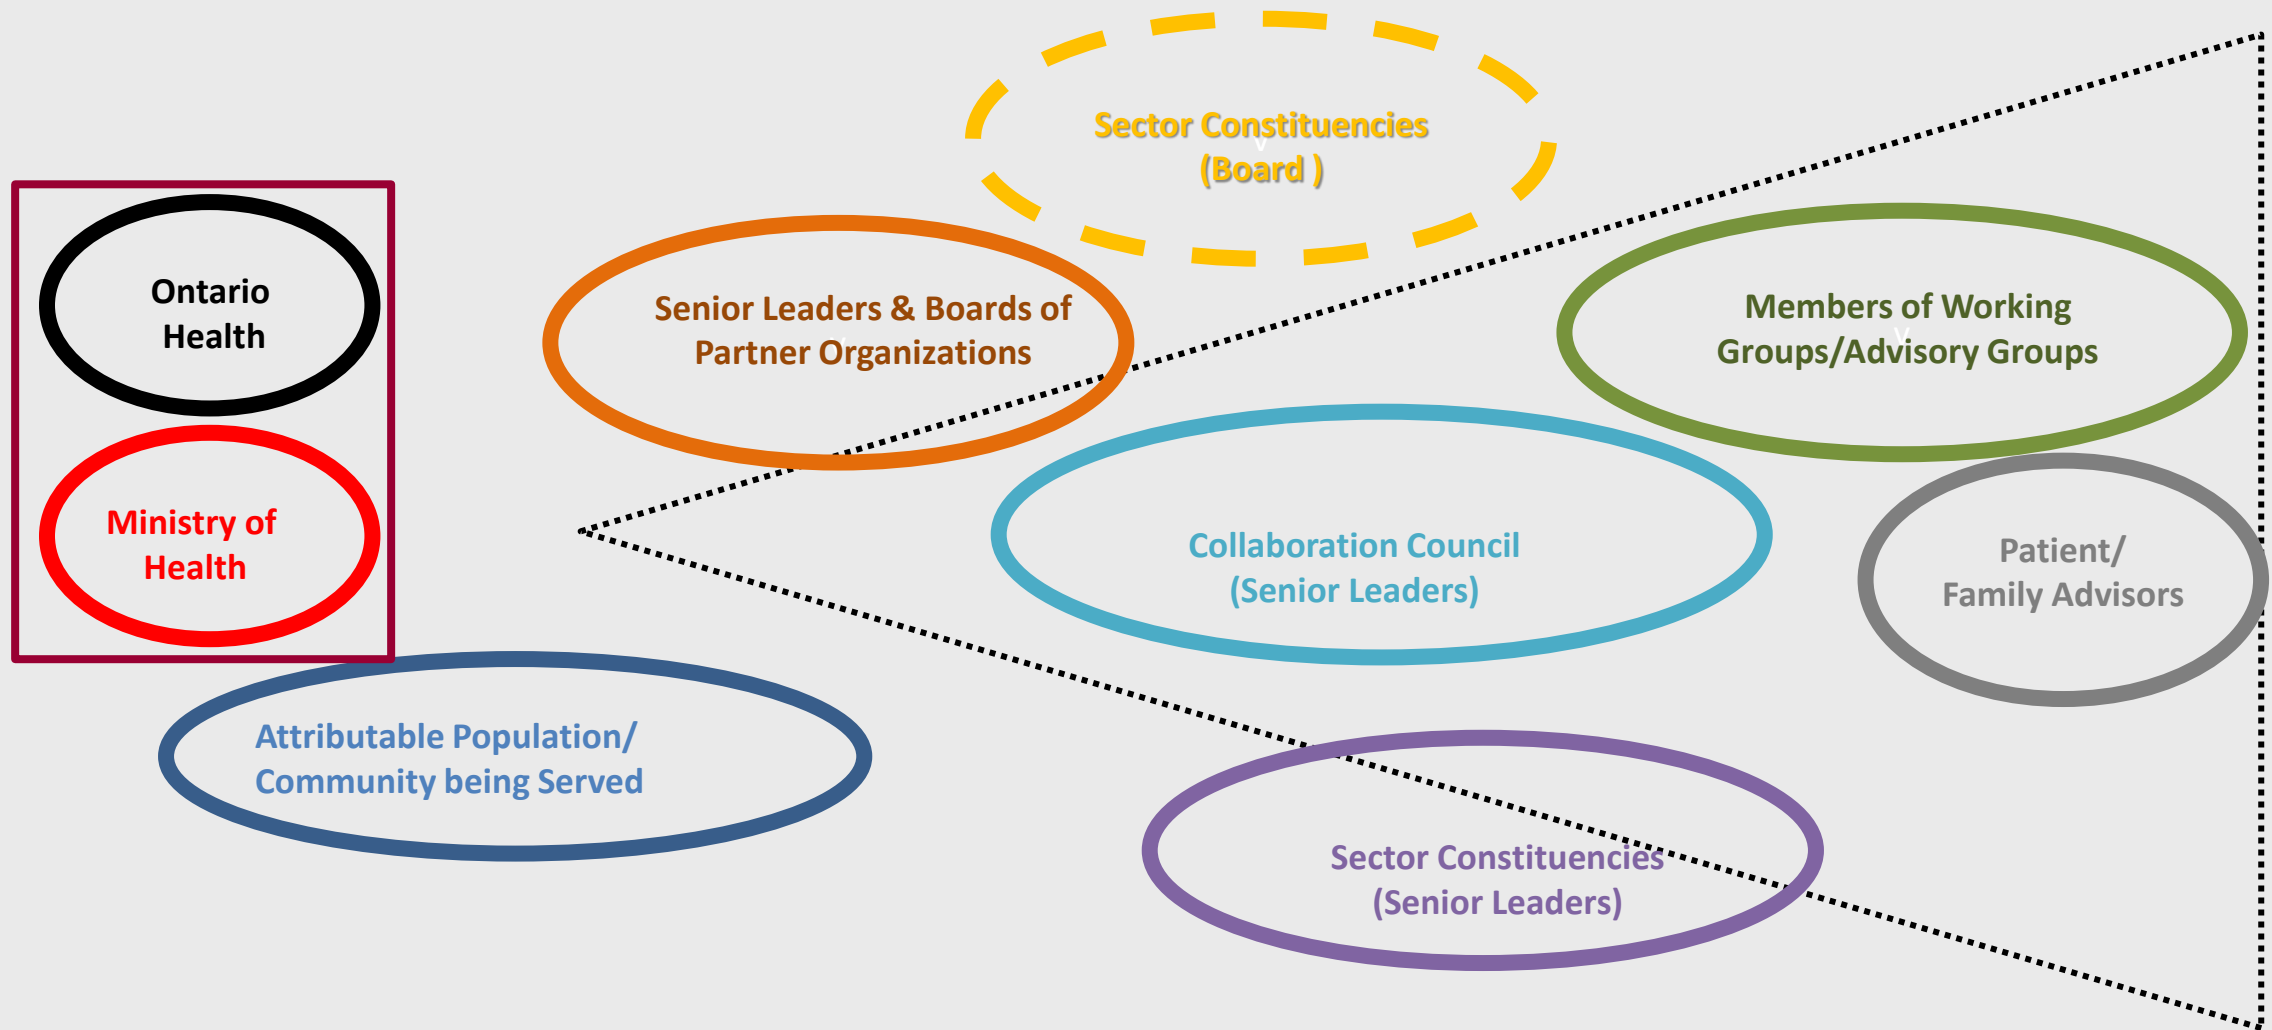 Sector Constituencies
(Board )
v
Ontario
Health
Senior Leaders & Boards of
Partner Organizations
Members of Working
Groups/Advisory Groups
v
Ministry of
Health
Collaboration Council
(Senior Leaders)
Patient/
Family Advisors
Attributable Population/
Community being Served
Sector Constituencies
(Senior Leaders)